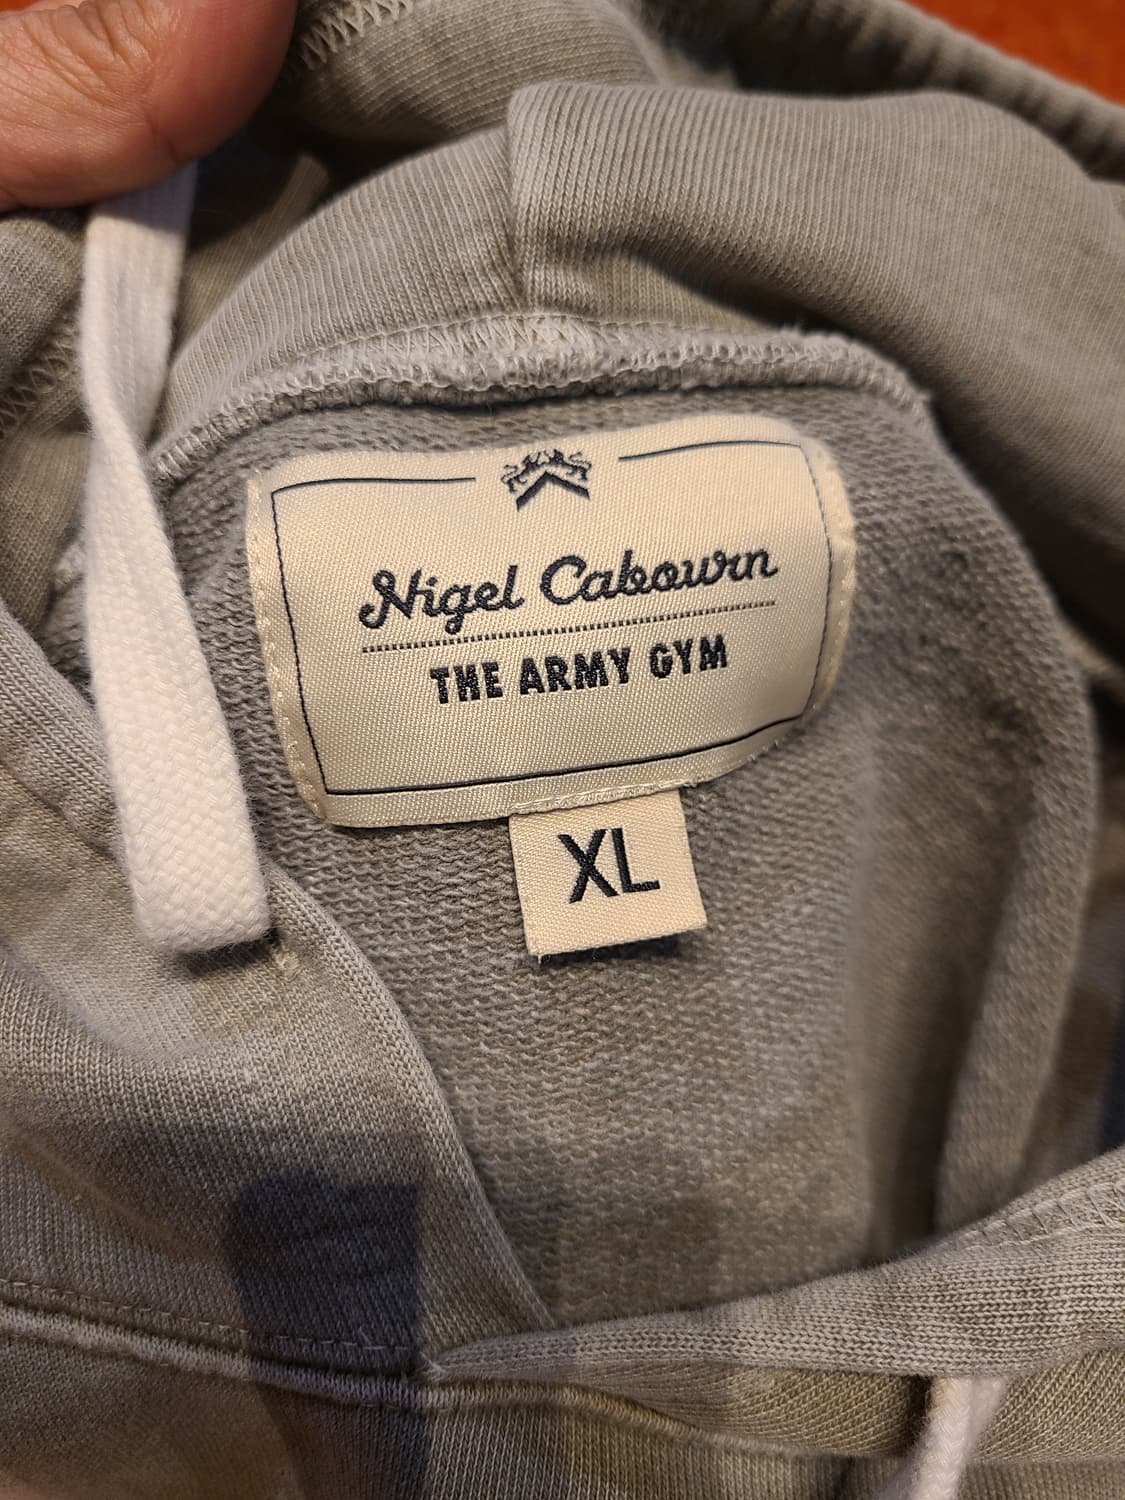 Nigel Cabourn
THE ARMY GYM
XL